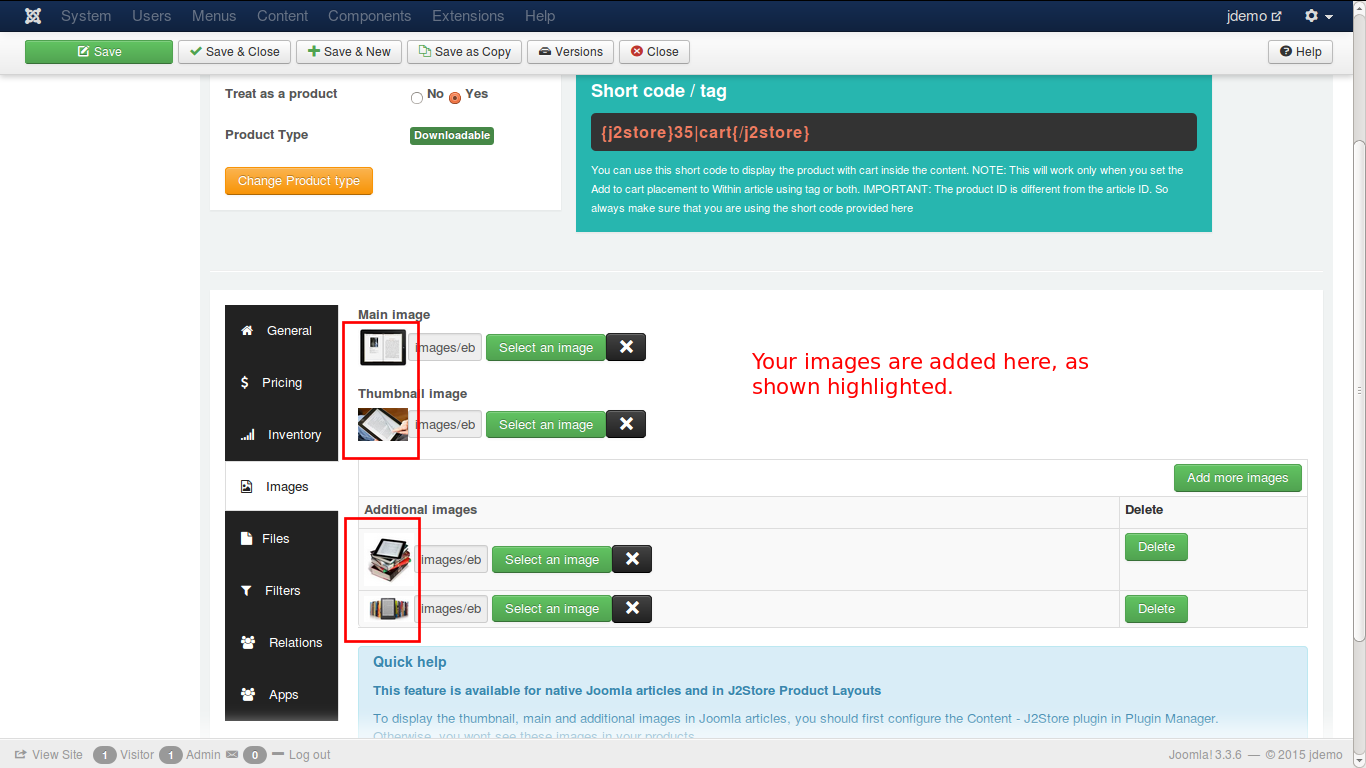 System Users Menus Content Components Extensions Help jdemo
Save Save & Close Save & New Save as Copy Versions Close Help
Treat as a product No Yes
Product Type Downloadable
Change Product type
Short code / tag
{j2store}35|cart{/j2store}
You can use this short code to display the product with cart inside the content. NOTE: This will work only when you set the
Add to cart placement to Within article using tag or both. IMPORTANT: The product ID is different from the article ID. So
always make sure that you are using the short code provided here
General
Pricing
Inventory
Images
Files
Filters
Relations
Apps
Main image
images/eb Select an image
Thumbnail image
images/eb Select an image
Your images are added here, as
shown highlighted.
Add more images
Additional images Delete
images/eb Select an image Delete
images/eb Select an image Delete
Quick help
This feature is available for native Joomla articles and in J2Store Product Layouts
To display the thumbnail, main and additional images in Joomla articles, you should first configure the Content - J2Store plugin in Plugin Manager.
Otherwise, you wont see these images in your products
View Site 1 Visitor 1 Admin 0 Log out Joomla! 3.3.6 — © 2015 jdemo